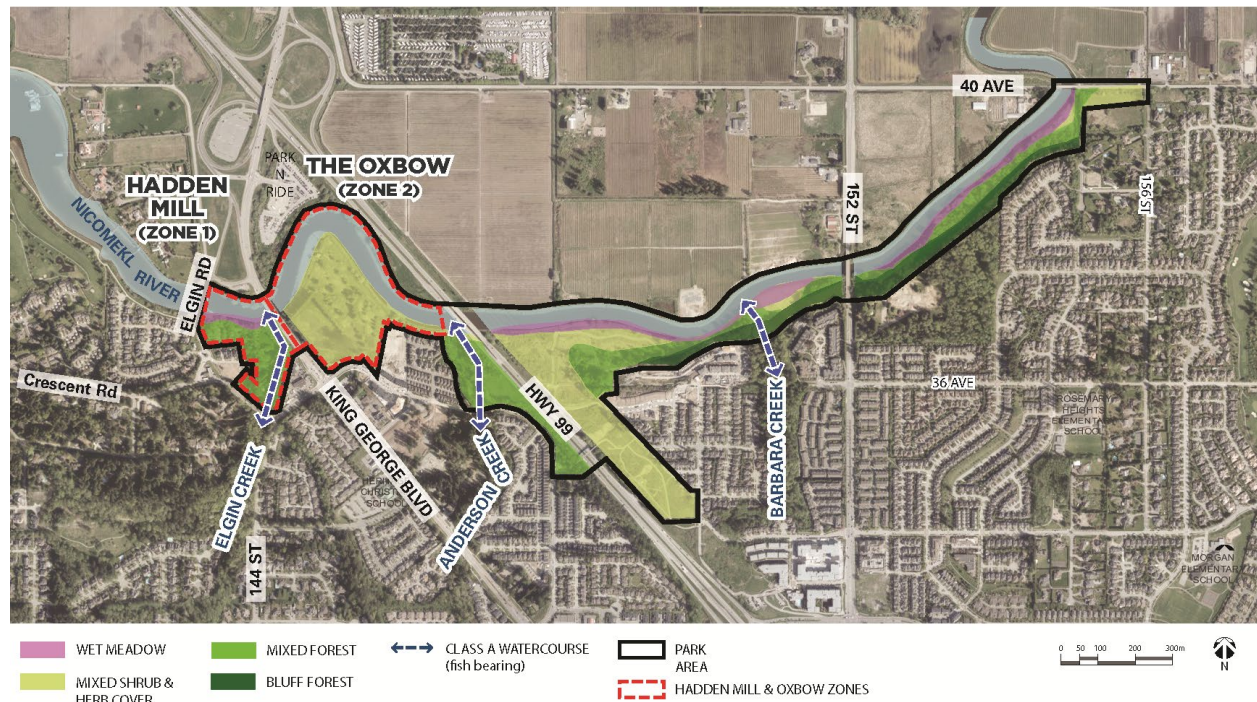 40 AVE
PARK
N
RIDE
THE OXBOW
(ZONE 2)
HADDEN
MILL
(ZONE 1)
NICOMEKL RIVER
ELGIN RD
152 ST
156 ST
Crescent Rd
36 AVE
ROSEMARY
HEIGHTS
ELEMENTARY
SCHOOL
HWY 99
KING GEORGE BLVD
ELGIN CREEK
ANDERSON CREEK
BARBARA CREEK
CHRIST
SCHOOL
144 ST
MORGAN
ELEMENTARY
SCHOOL
WET MEADOW
MIXED SHRUB &
HERB COVER
MIXED FOREST
BLUFF FOREST
CLASS A WATERCOURSE
(fish bearing)
PARK
AREA
HADDEN MILL & OXBOW ZONES
0 50 100 200 300m
N